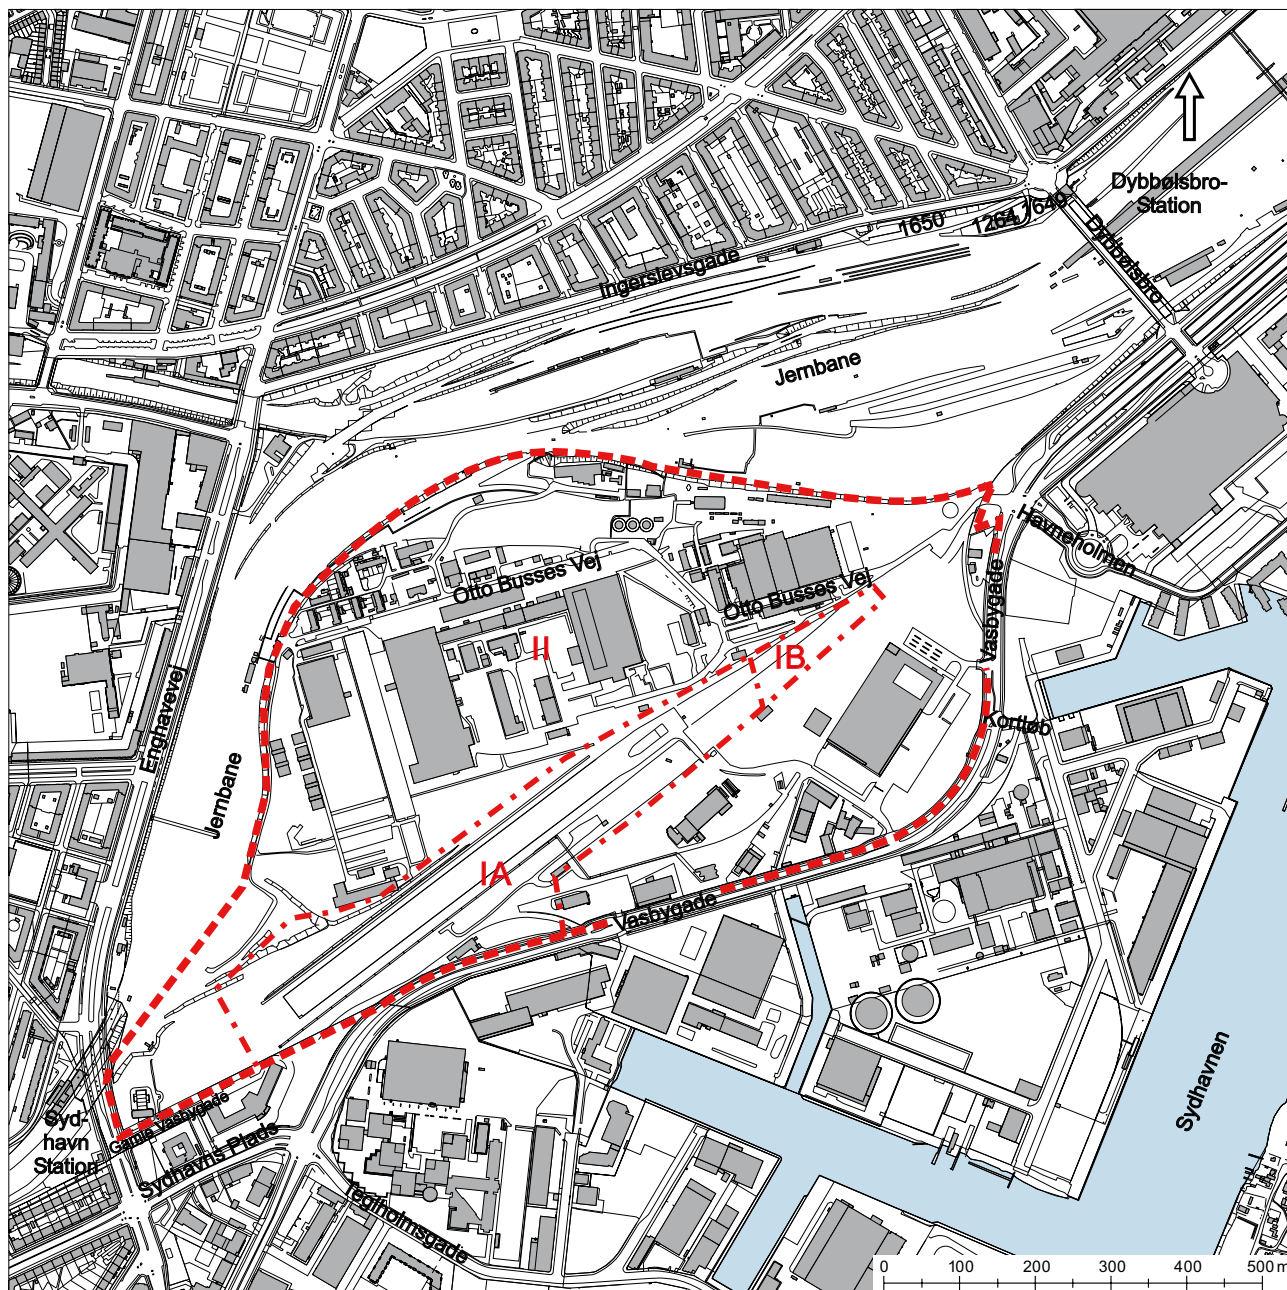 Dybbølsbro-
Station
1650
1264, 1649
Dybbølsbro
Ingerslevsgade
Jernbane
Havneholmen
Otto Busses Vej
Otto Busses Vej
Vasbygade
II
IB
Enghavevej
Kortløb
Jernbane
IA
Vasbygade
Sydhavnen
Syd-
havn
Station
Gamle Vasbygade
Sydhavns Plads
Teglholmsgade
0 100 200 300 400 500 m